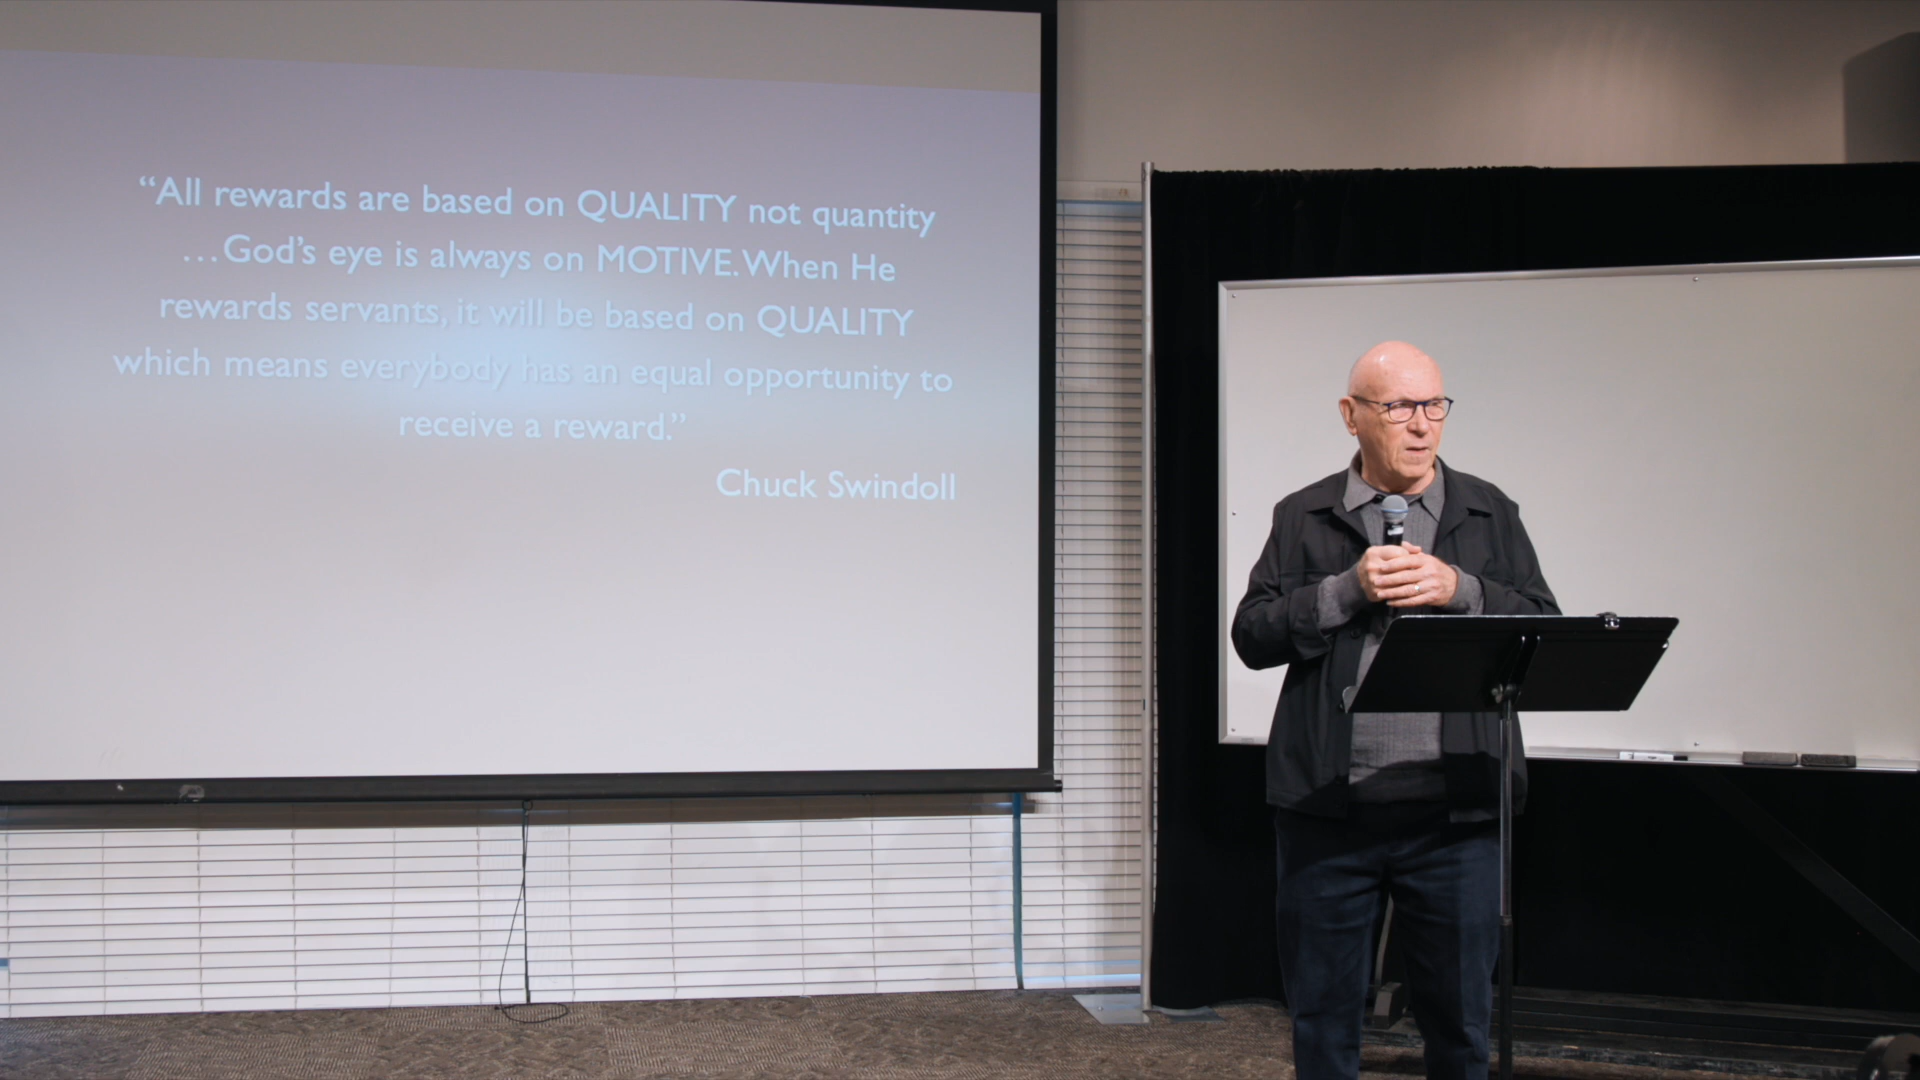 “All rewards are based on QUALITY not quantity
…God’s eye is always on MOTIVE. When He
rewards servants, it will be based on QUALITY
which means everybody has an equal opportunity to
receive a reward.”
Chuck Swindoll